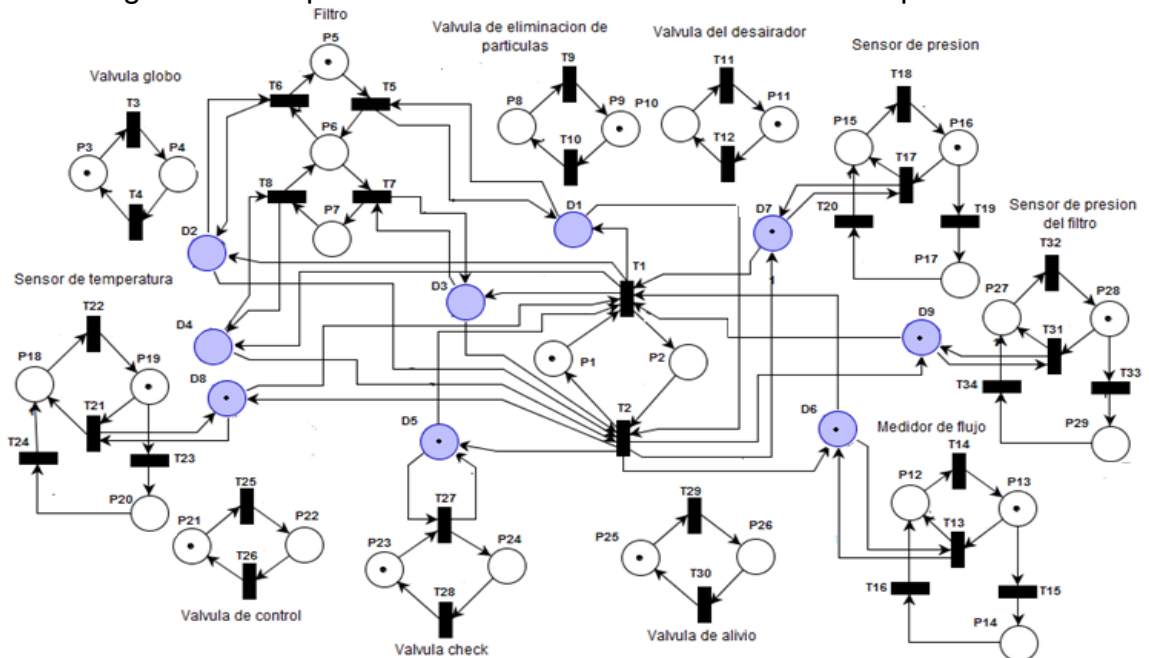 Filtro
Valvula de eliminacion de
particulas
Valvula del desairador
Sensor de presion
Valvula globo
P5
T6
T5
P6
T8
T7
P7
T3
P3
P4
T4
T9
P8
P9
T10
P10
T11
P11
T12
T18
P15
P16
T17
T20
T19
P17
Sensor de presion
del filtro
T32
P27
P28
T31
T34
T33
P29
D1
D7
1
D2
T1
D3
D9
D4
P1
P2
D8
T2
D5
D6
Sensor de temperatura
T22
P18
P19
T21
T24
T23
P20
Medidor de flujo
T14
P12
P13
T13
T16
T15
P14
T25
P21
P22
T26
Valvula de control
T27
P23
P24
T28
Valvula check
T29
P25
P26
T30
Valvula de alivio